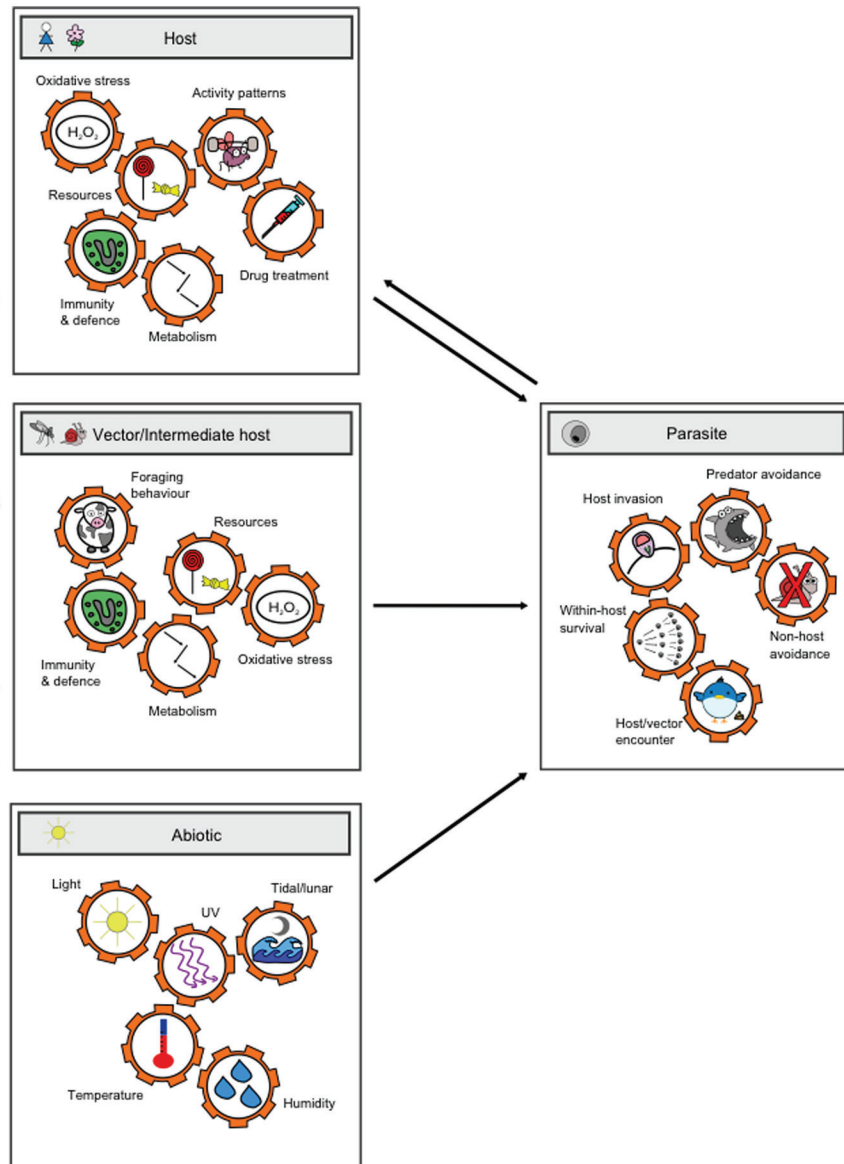 Host
Oxidative stress
H₂O₂
Activity patterns
Resources
Drug treatment
Immunity
& defence
Metabolism
Vector/Intermediate host
Foraging
behaviour
Resources
Immunity
& defence
H₂O₂
Oxidative stress
Metabolism
Parasite
Predator avoidance
Host invasion
Within-host
survival
Non-host
avoidance
Host/vector
encounter
Abiotic
Light
UV
Tidal/lunar
Temperature
Humidity